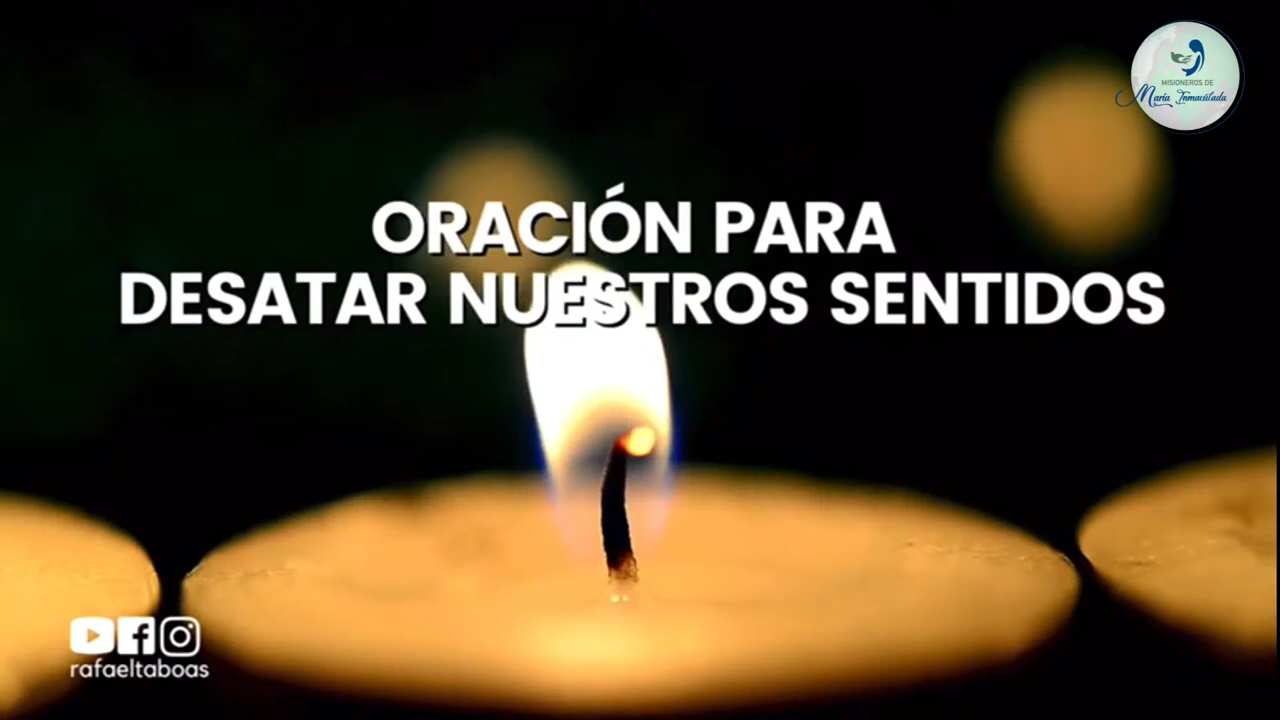 MISIONEROS DE
María Inmaculada
ORACIÓN PARA
DESATAR NUESTROS SENTIDOS
rafaeltaboas